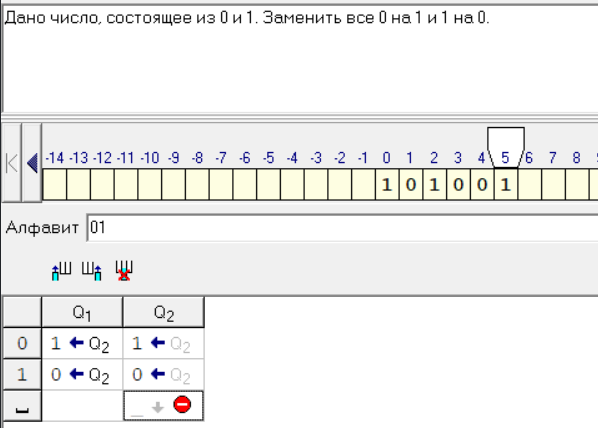 Дано число, состоящее из 0 и 1. Заменить все 0 на 1 и 1 на 0.
-14 -13 -12 -11 -10 -9 -8 -7 -6 -5 -4 -3 -2 -1 0 1 2 3 4 5 6 7 8
1 0 1 0 0 1
Алфавит 01
Q1 Q2
0 1 ← Q2 1 ← Q2
1 0 ← Q2 0 ← Q2
_ ↓